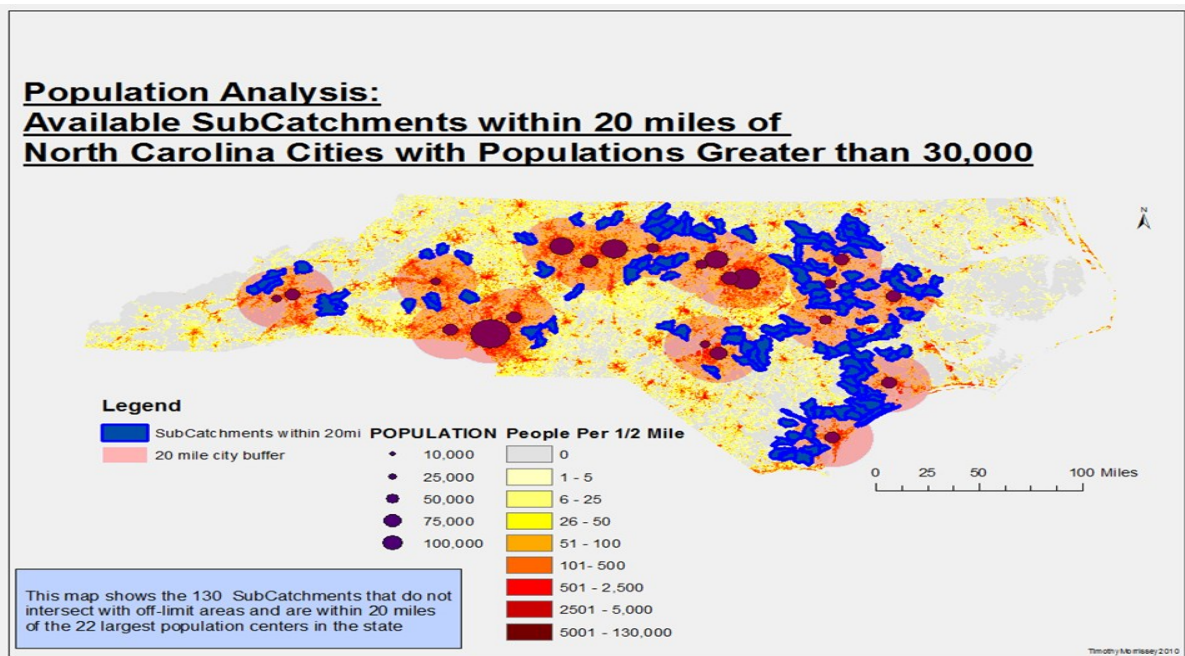 Population Analysis:
Available SubCatchments within 20 miles of
North Carolina Cities with Populations Greater than 30,000
N
Legend
SubCatchments within 20mi
20 mile city buffer
POPULATION
10,000
25,000
50,000
75,000
100,000
People Per 1/2 Mile
0
1 - 5
6 - 25
26 - 50
51 - 100
101- 500
501 - 2,500
2501 - 5,000
5001 - 130,000
0 25 50 100 Miles
This map shows the 130 SubCatchments that do not
intersect with off-limit areas and are within 20 miles
of the 22 largest population centers in the state
Timothy Morrissey 2010